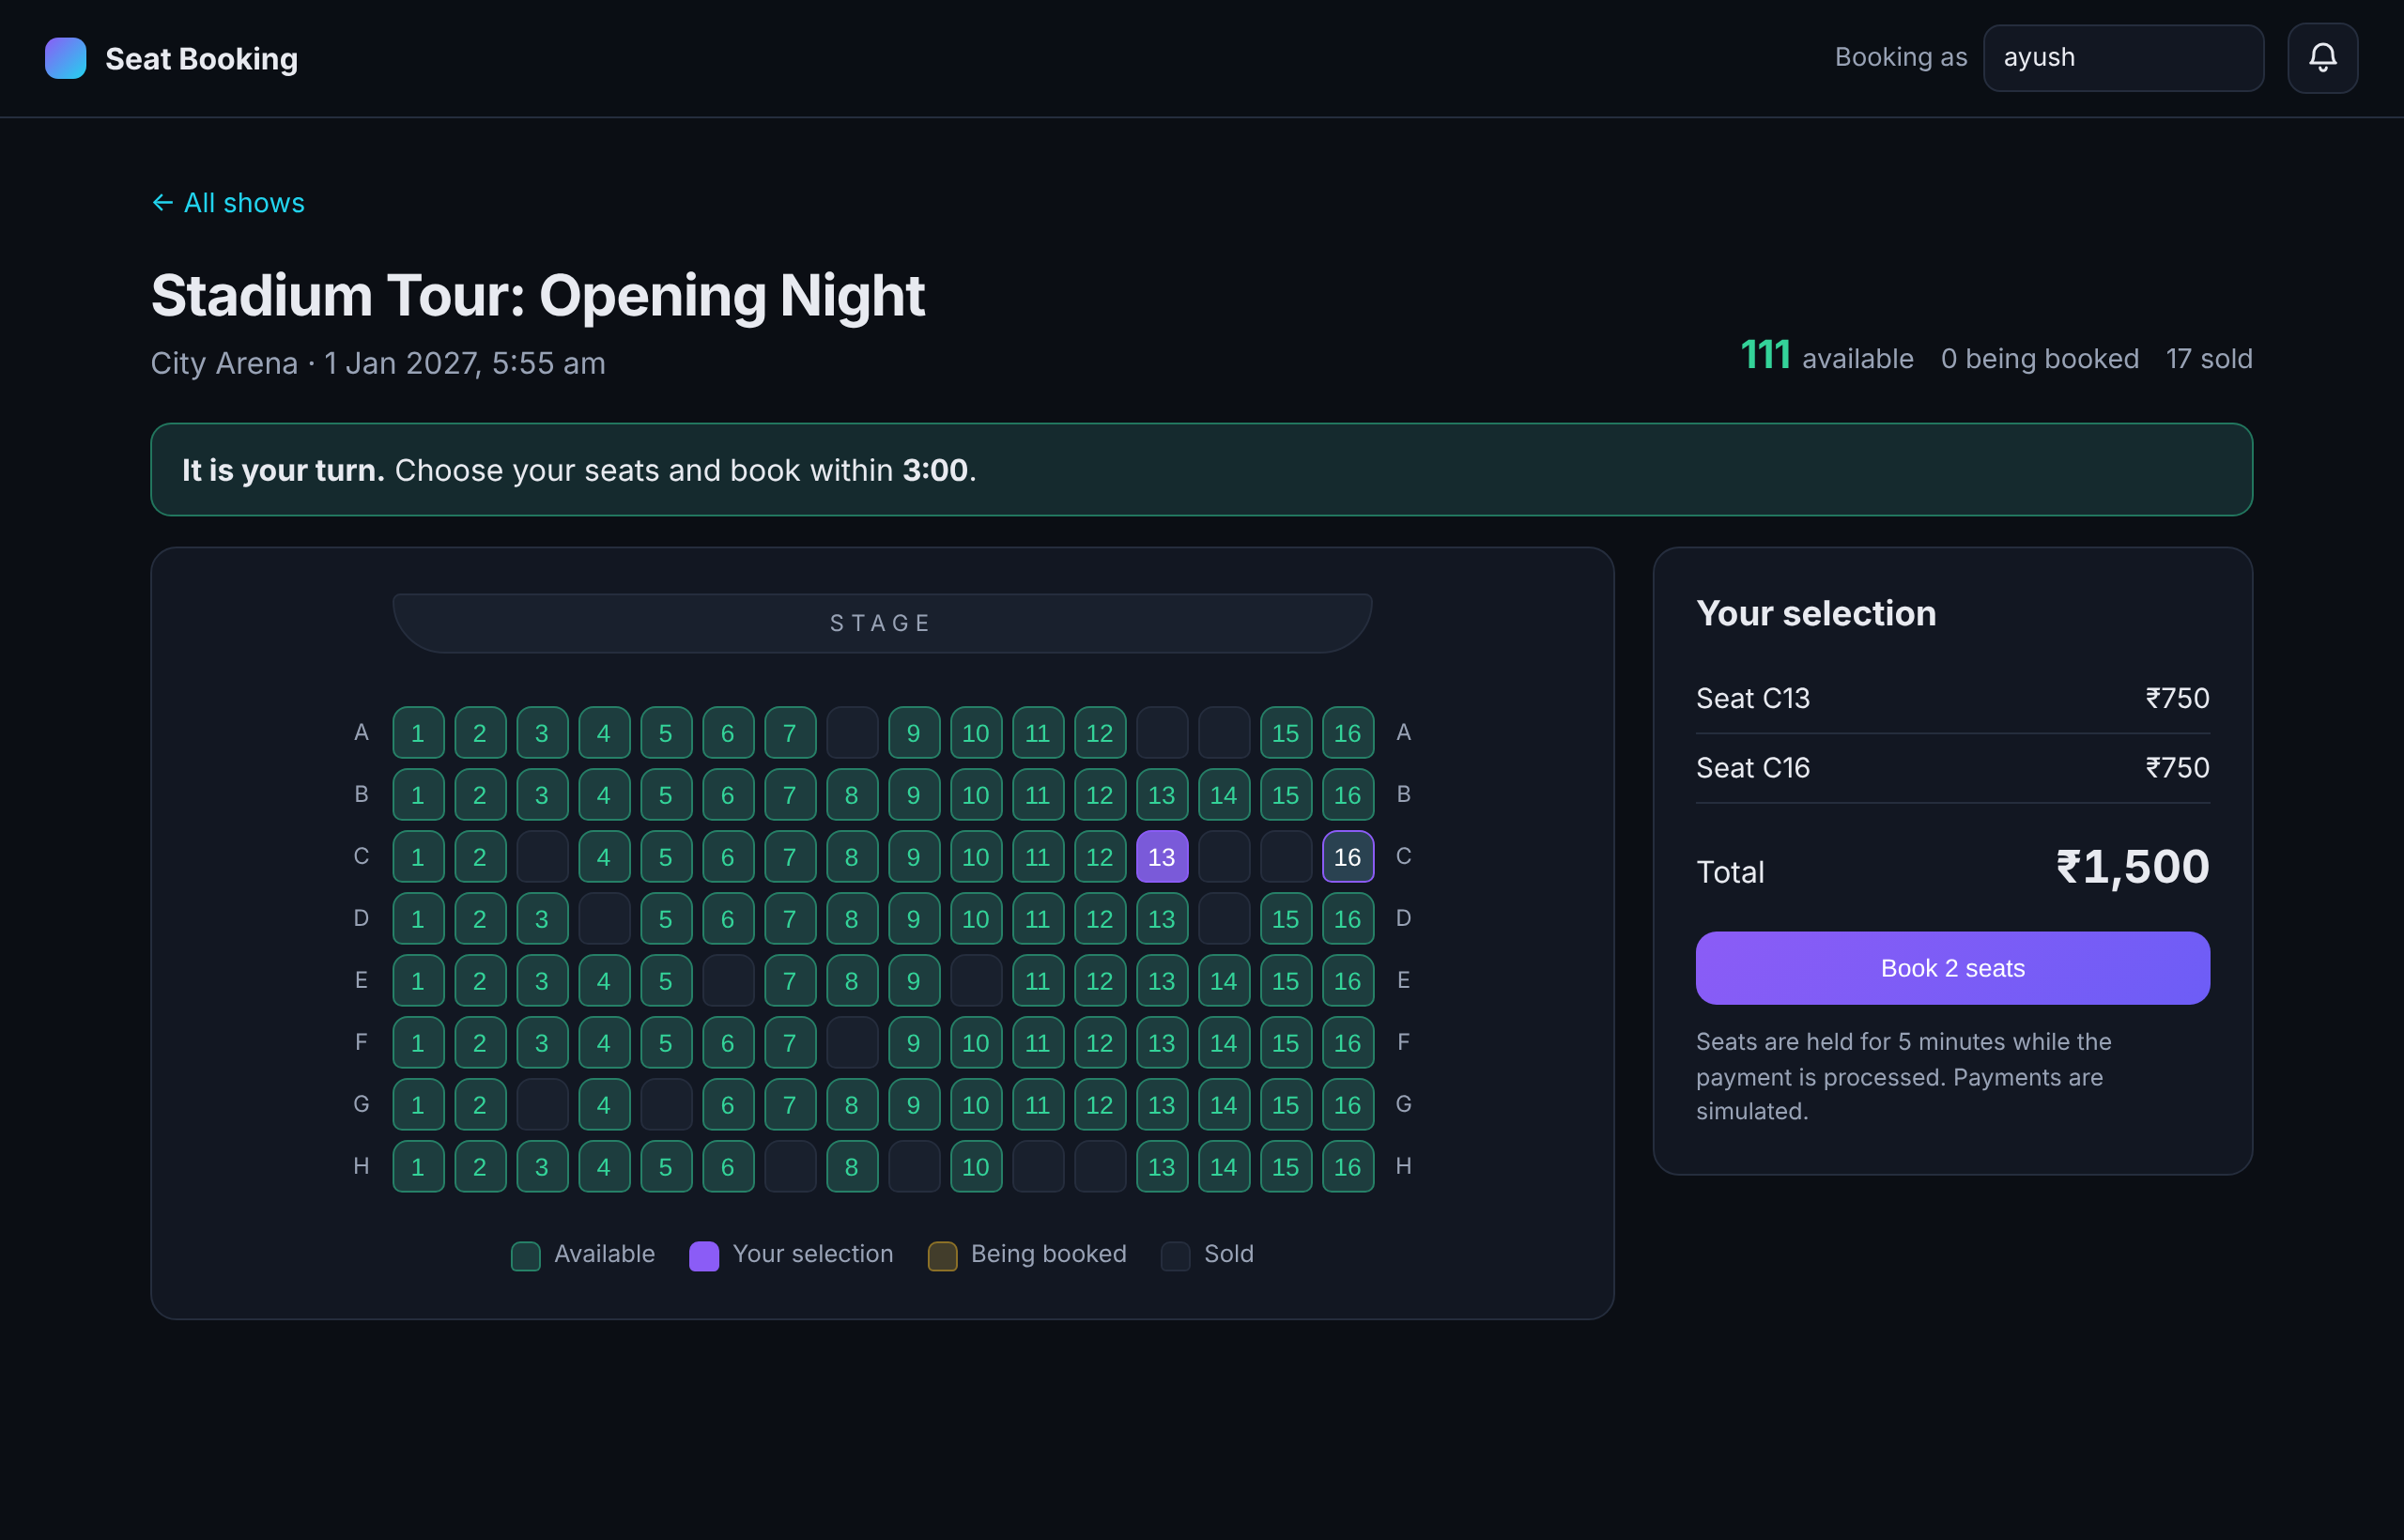 Seat Booking
Booking as ayush
← All shows
Stadium Tour: Opening Night
City Arena · 1 Jan 2027, 5:55 am
111 available 0 being booked 17 sold
It is your turn. Choose your seats and book within 3:00.
STAGE
A 1 2 3 4 5 6 7 9 10 11 12 15 16 A
B 1 2 3 4 5 6 7 8 9 10 11 12 13 14 15 16 B
C 1 2 4 5 6 7 8 9 10 11 12 13 16 C
D 1 2 3 5 6 7 8 9 10 11 12 13 15 16 D
E 1 2 3 4 5 7 8 9 11 12 13 14 15 16 E
F 1 2 3 4 5 6 7 9 10 11 12 13 14 15 16 F
G 1 2 4 6 7 8 9 10 11 12 13 14 15 16 G
H 1 2 3 4 5 6 8 10 13 14 15 16 H
Available Your selection Being booked Sold
Your selection
Seat C13 ₹750
Seat C16 ₹750
Total ₹1,500
Book 2 seats
Seats are held for 5 minutes while the
payment is processed. Payments are
simulated.